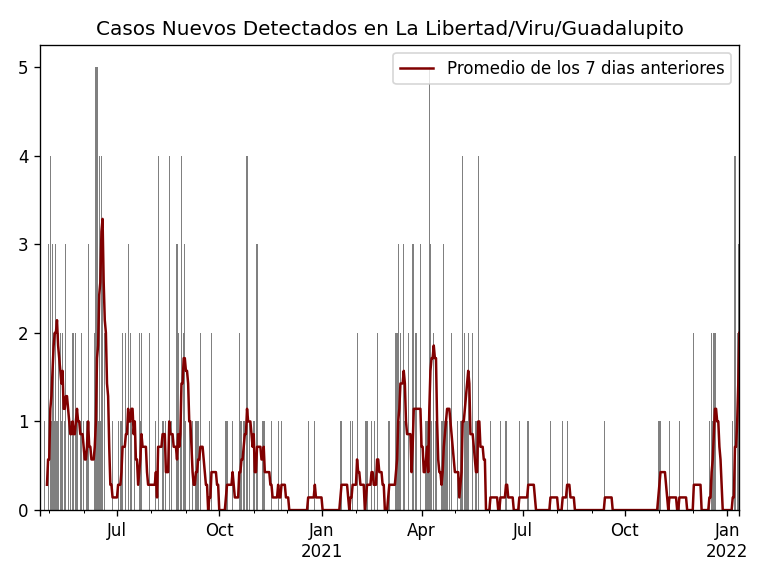 Casos Nuevos Detectados en La Libertad/Viru/Guadalupito
Promedio de los 7 dias anteriores
5
4
3
2
1
0
Jul Oct Jan Apr Jul Oct Jan
2021 2022